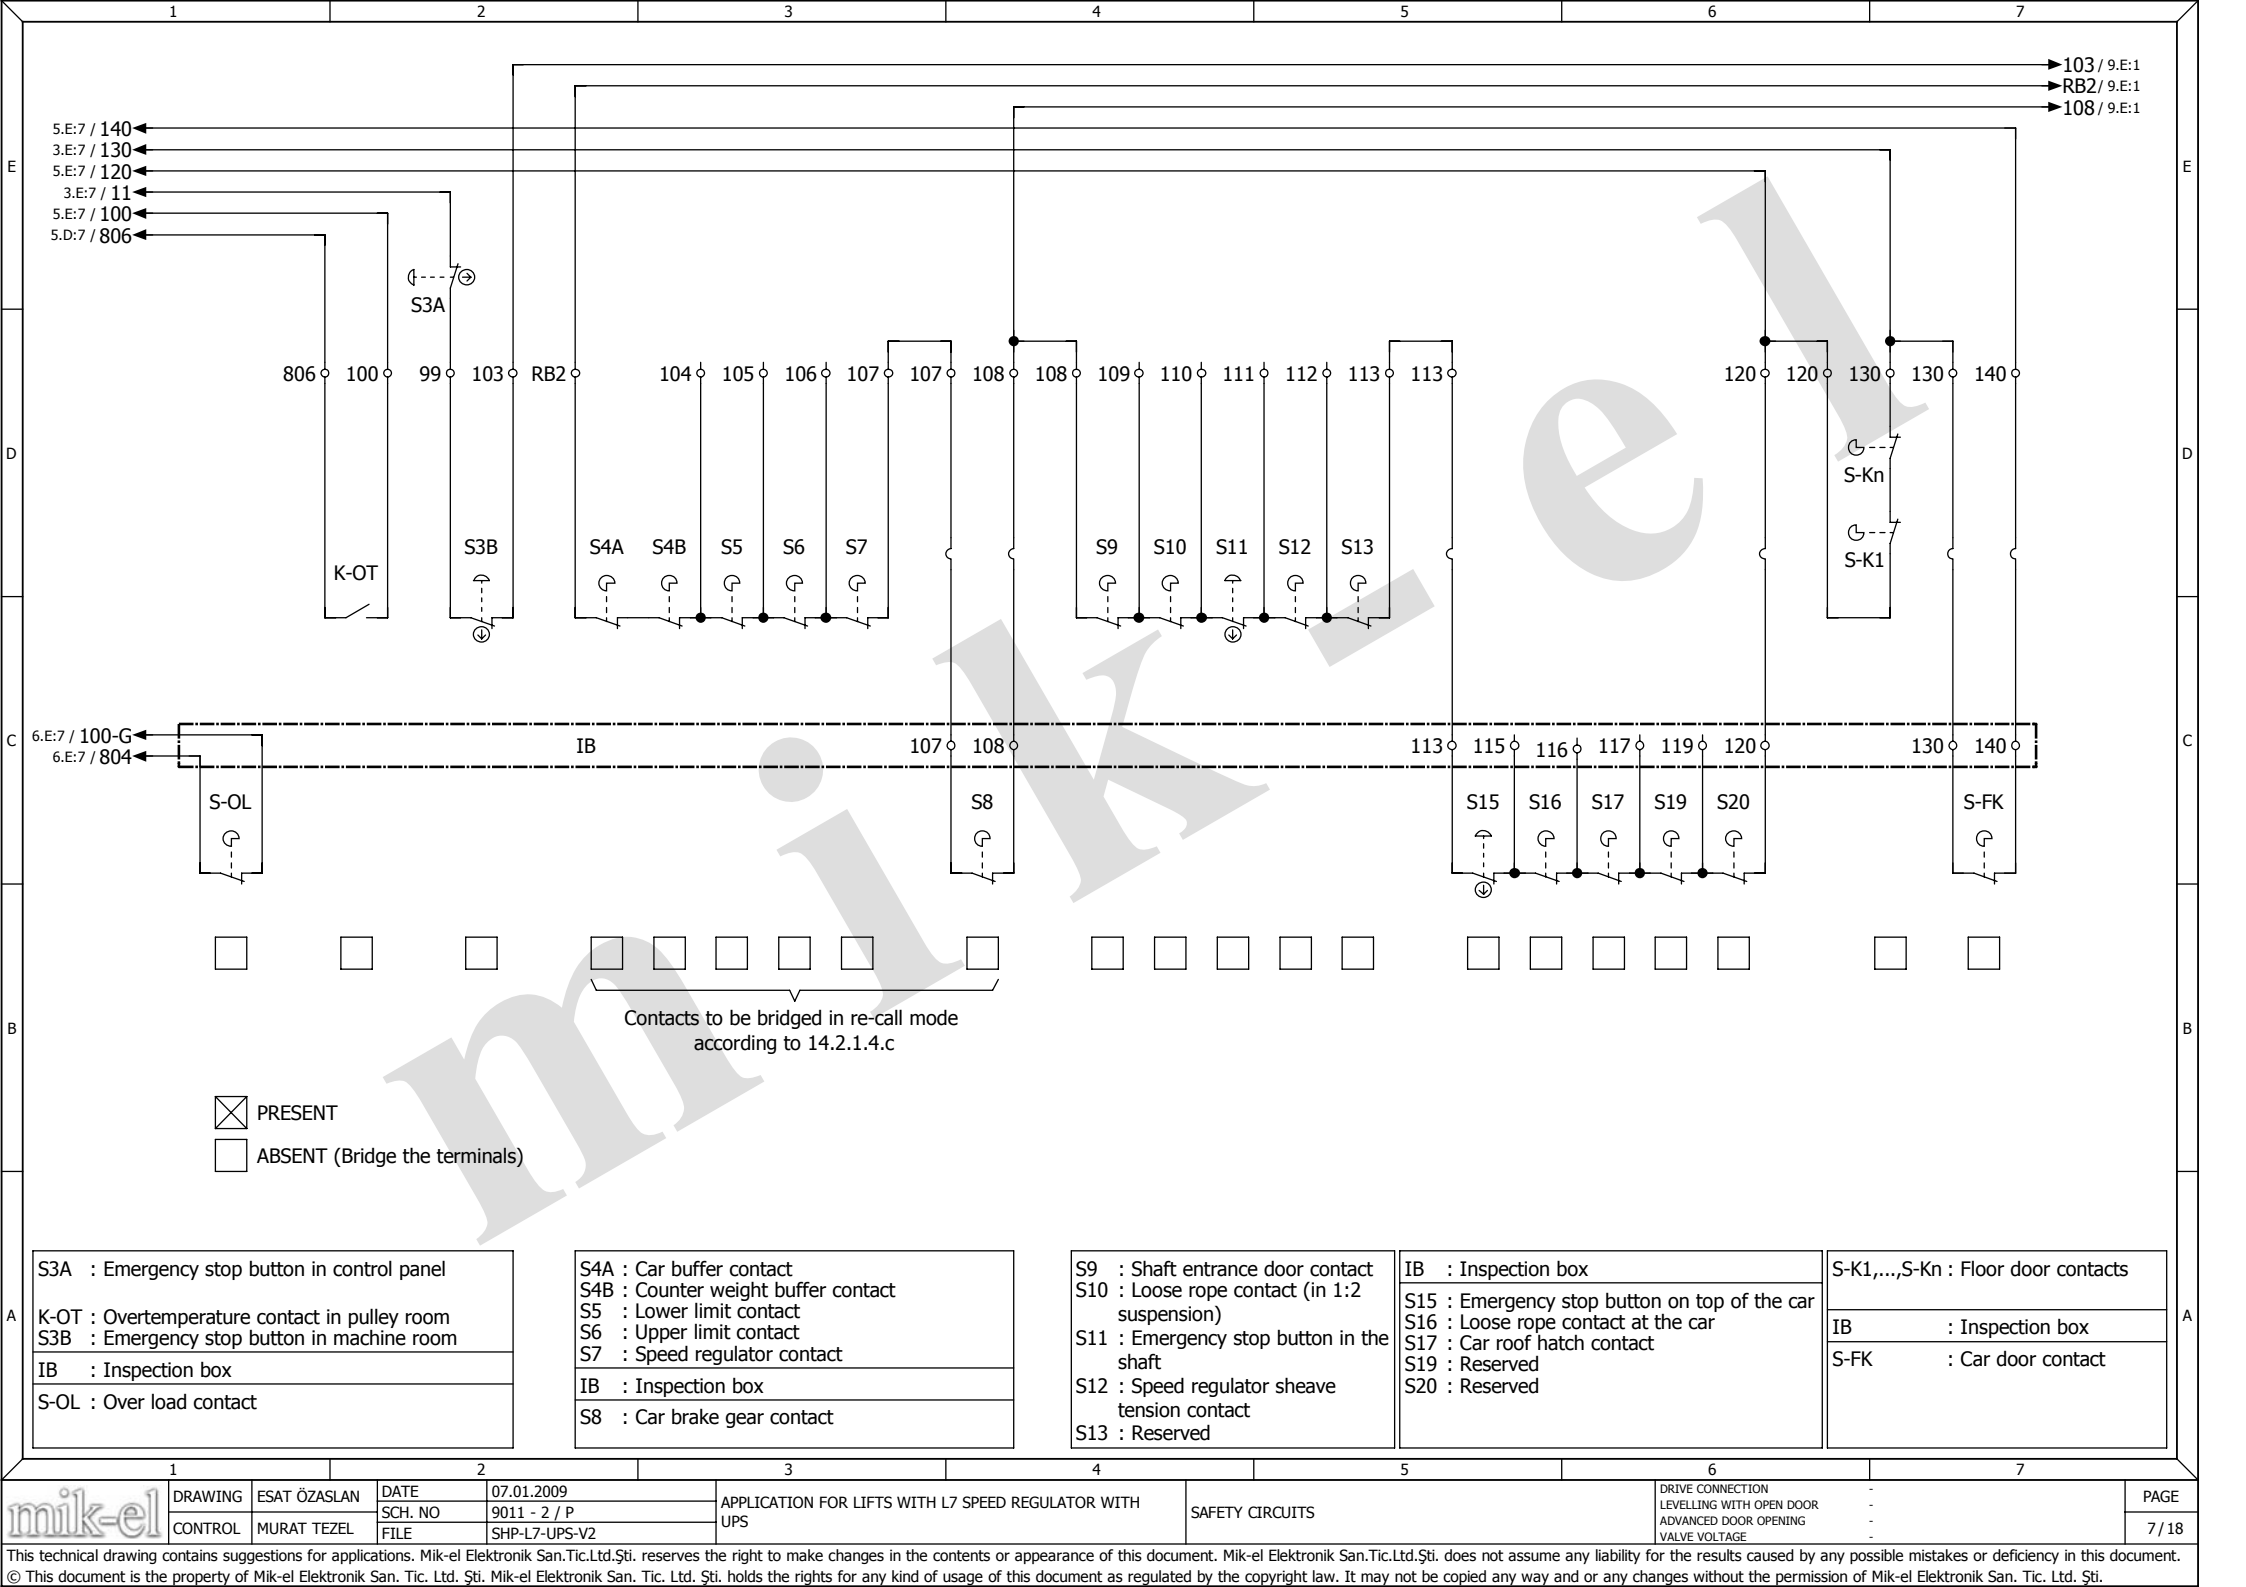 1 2 3 4 5 6 7
103 / 9.E:1
RB2 / 9.E:1
108 / 9.E:1
5.E:7 / 140
3.E:7 / 130
5.E:7 / 120
3.E:7 / 11
5.E:7 / 100
5.D:7 / 806
E E
S3A
806 100 99 103 RB2 104 105 106 107 107 108 108 109 110 111 112 113 113 120 120 130 130 140
D D
S-Kn
S-K1
K-OT S3B S4A S4B S5 S6 S7 S9 S10 S11 S12 S13
6.E:7 / 100-G
6.E:7 / 804
C C
IB 107 108 113 115 116 117 119 120 130 140
S-OL S8 S15 S16 S17 S19 S20 S-FK
Contacts to be bridged in re-call mode
according to 14.2.1.4.c
B B
PRESENT
ABSENT (Bridge the terminals)
mik-el
A A
S3A : Emergency stop button in control panel
K-OT : Overtemperature contact in pulley room
S3B : Emergency stop button in machine room
IB : Inspection box
S-OL : Over load contact
S4A : Car buffer contact
S4B : Counter weight buffer contact
S5 : Lower limit contact
S6 : Upper limit contact
S7 : Speed regulator contact
IB : Inspection box
S8 : Car brake gear contact
S9 : Shaft entrance door contact
S10 : Loose rope contact (in 1:2
suspension)
S11 : Emergency stop button in the
shaft
S12 : Speed regulator sheave
tension contact
S13 : Reserved
IB : Inspection box
S15 : Emergency stop button on top of the car
S16 : Loose rope contact at the car
S17 : Car roof hatch contact
S19 : Reserved
S20 : Reserved
S-K1,...,S-Kn : Floor door contacts
IB : Inspection box
S-FK : Car door contact
1 2 3 4 5 6 7
mik-el
DRAWING ESAT ÖZASLAN
CONTROL MURAT TEZEL
DATE 07.01.2009
SCH. NO 9011 - 2 / P
FILE SHP-L7-UPS-V2
APPLICATION FOR LIFTS WITH L7 SPEED REGULATOR WITH
UPS
SAFETY CIRCUITS
DRIVE CONNECTION -
LEVELLING WITH OPEN DOOR -
ADVANCED DOOR OPENING -
VALVE VOLTAGE -
PAGE
7 / 18
This technical drawing contains suggestions for applications. Mik-el Elektronik San.Tic.Ltd.Şti. reserves the right to make changes in the contents or appearance of this document. Mik-el Elektronik San.Tic.Ltd.Şti. does not assume any liability for the results caused by any possible mistakes or deficiency in this document.
© This document is the property of Mik-el Elektronik San. Tic. Ltd. Şti. Mik-el Elektronik San. Tic. Ltd. Şti. holds the rights for any kind of usage of this document as regulated by the copyright law. It may not be copied any way and or any changes without the permission of Mik-el Elektronik San. Tic. Ltd. Şti.